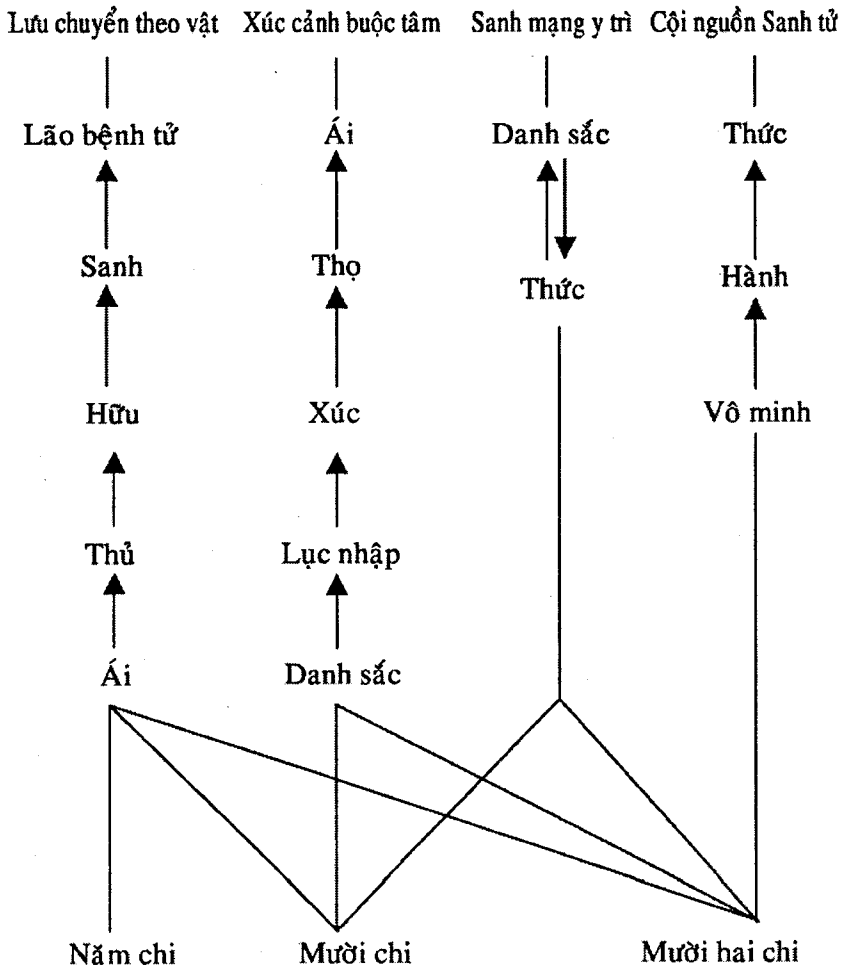 Lưu chuyển theo vật Xúc cảnh buộc tâm Sanh mạng y trì Cội nguồn Sanh tử
Lão bệnh tử Ái Danh sắc Thức
Sanh Thọ Thức Hành
Hữu Xúc Vô minh
Thủ Lục nhập
Ái Danh sắc
Năm chi Mười chi Mười hai chi